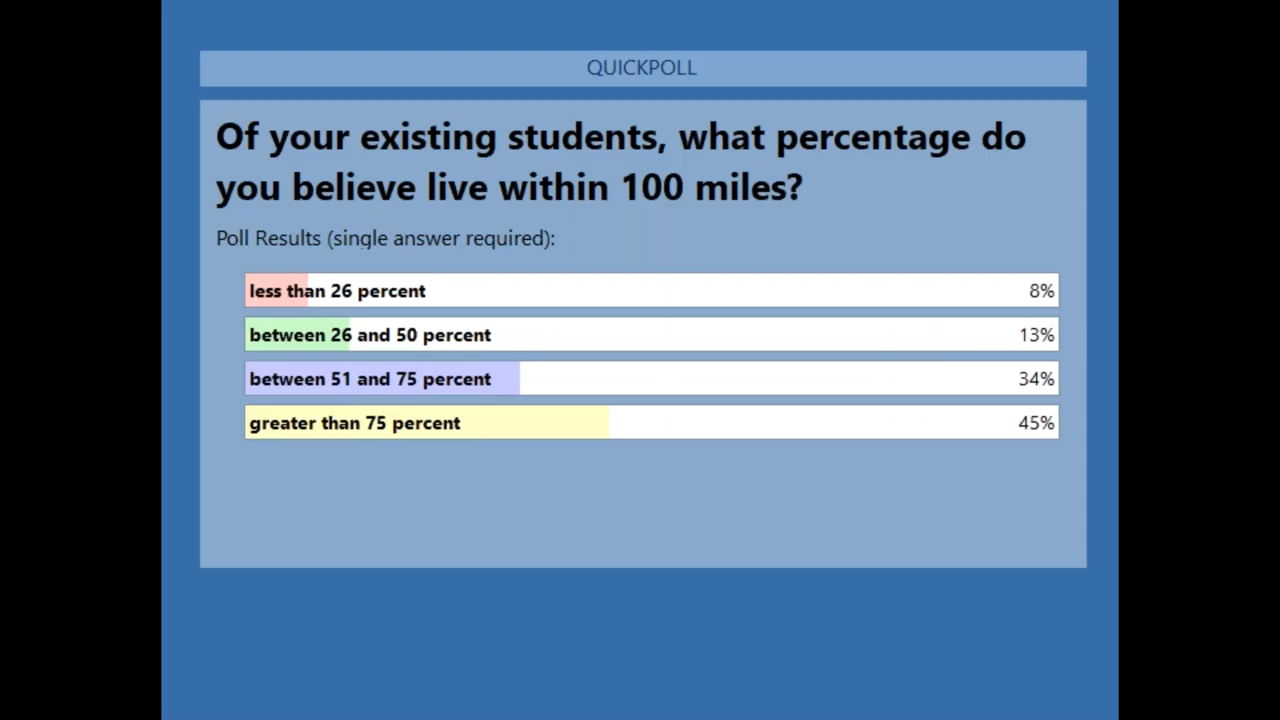 QUICKPOLL
Of your existing students, what percentage do
you believe live within 100 miles?
Poll Results (single answer required):
less than 26 percent 8%
between 26 and 50 percent 13%
between 51 and 75 percent 34%
greater than 75 percent 45%